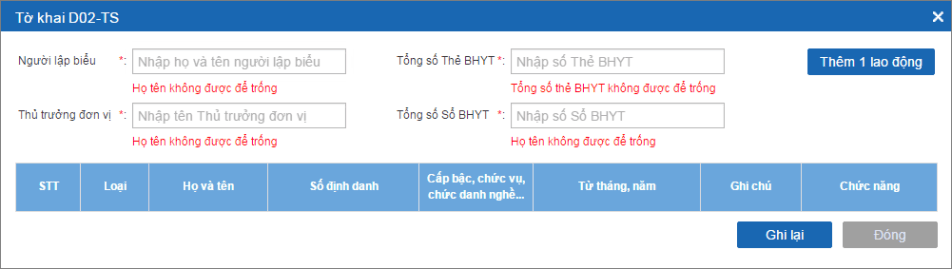 Tờ khai D02-TS
Người lập biểu *: Nhập họ và tên người lập biểu Tổng số Thẻ BHYT *: Nhập số Thẻ BHYT Thêm 1 lao động
Họ tên không được để trống Tổng số thẻ BHYT không được để trống
Thủ trưởng đơn vị *: Nhập tên Thủ trưởng đơn vị Tổng số Sổ BHYT *: Nhập số Sổ BHYT
Họ tên không được để trống Họ tên không được để trống
STT Loại Họ và tên Số định danh Cấp bậc, chức vụ, chức danh nghề... Từ tháng, năm Ghi chú Chức năng
Ghi lại Đóng